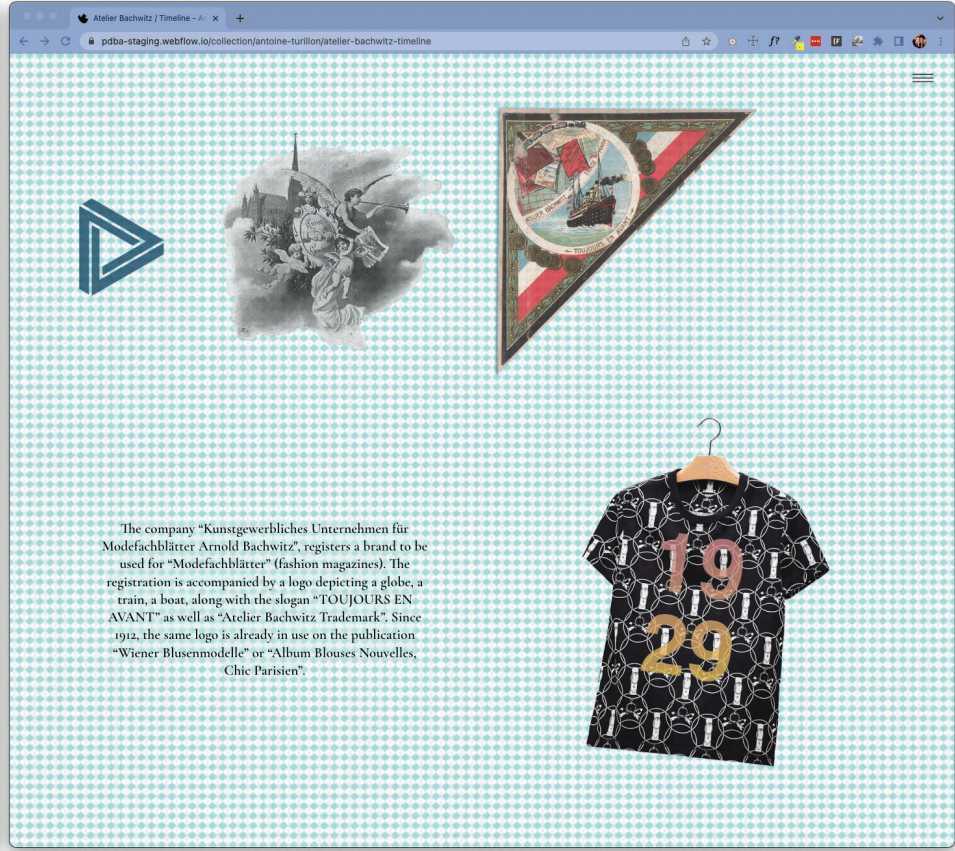 Atelier Bachwitz / Timeline – A
pdba-staging.webflow.io/collection/antoine-turillon/atelier-bachwitz-timeline
f?
ATELIER BACHWITZ
TOUJOURS EN AVANT
The company “Kunstgewerbliches Unternehmen für
Modefachblätter Arnold Bachwitz”, registers a brand to be
used for “Modefachblätter” (fashion magazines). The
registration is accompanied by a logo depicting a globe, a
train, a boat, along with the slogan “TOUJOURS EN
AVANT” as well as “Atelier Bachwitz Trademark”. Since
1912, the same logo is already in use on the publication
“Wiener Blusenmodelle” or “Album Blouses Nouvelles,
Chic Parisien”.
19
29